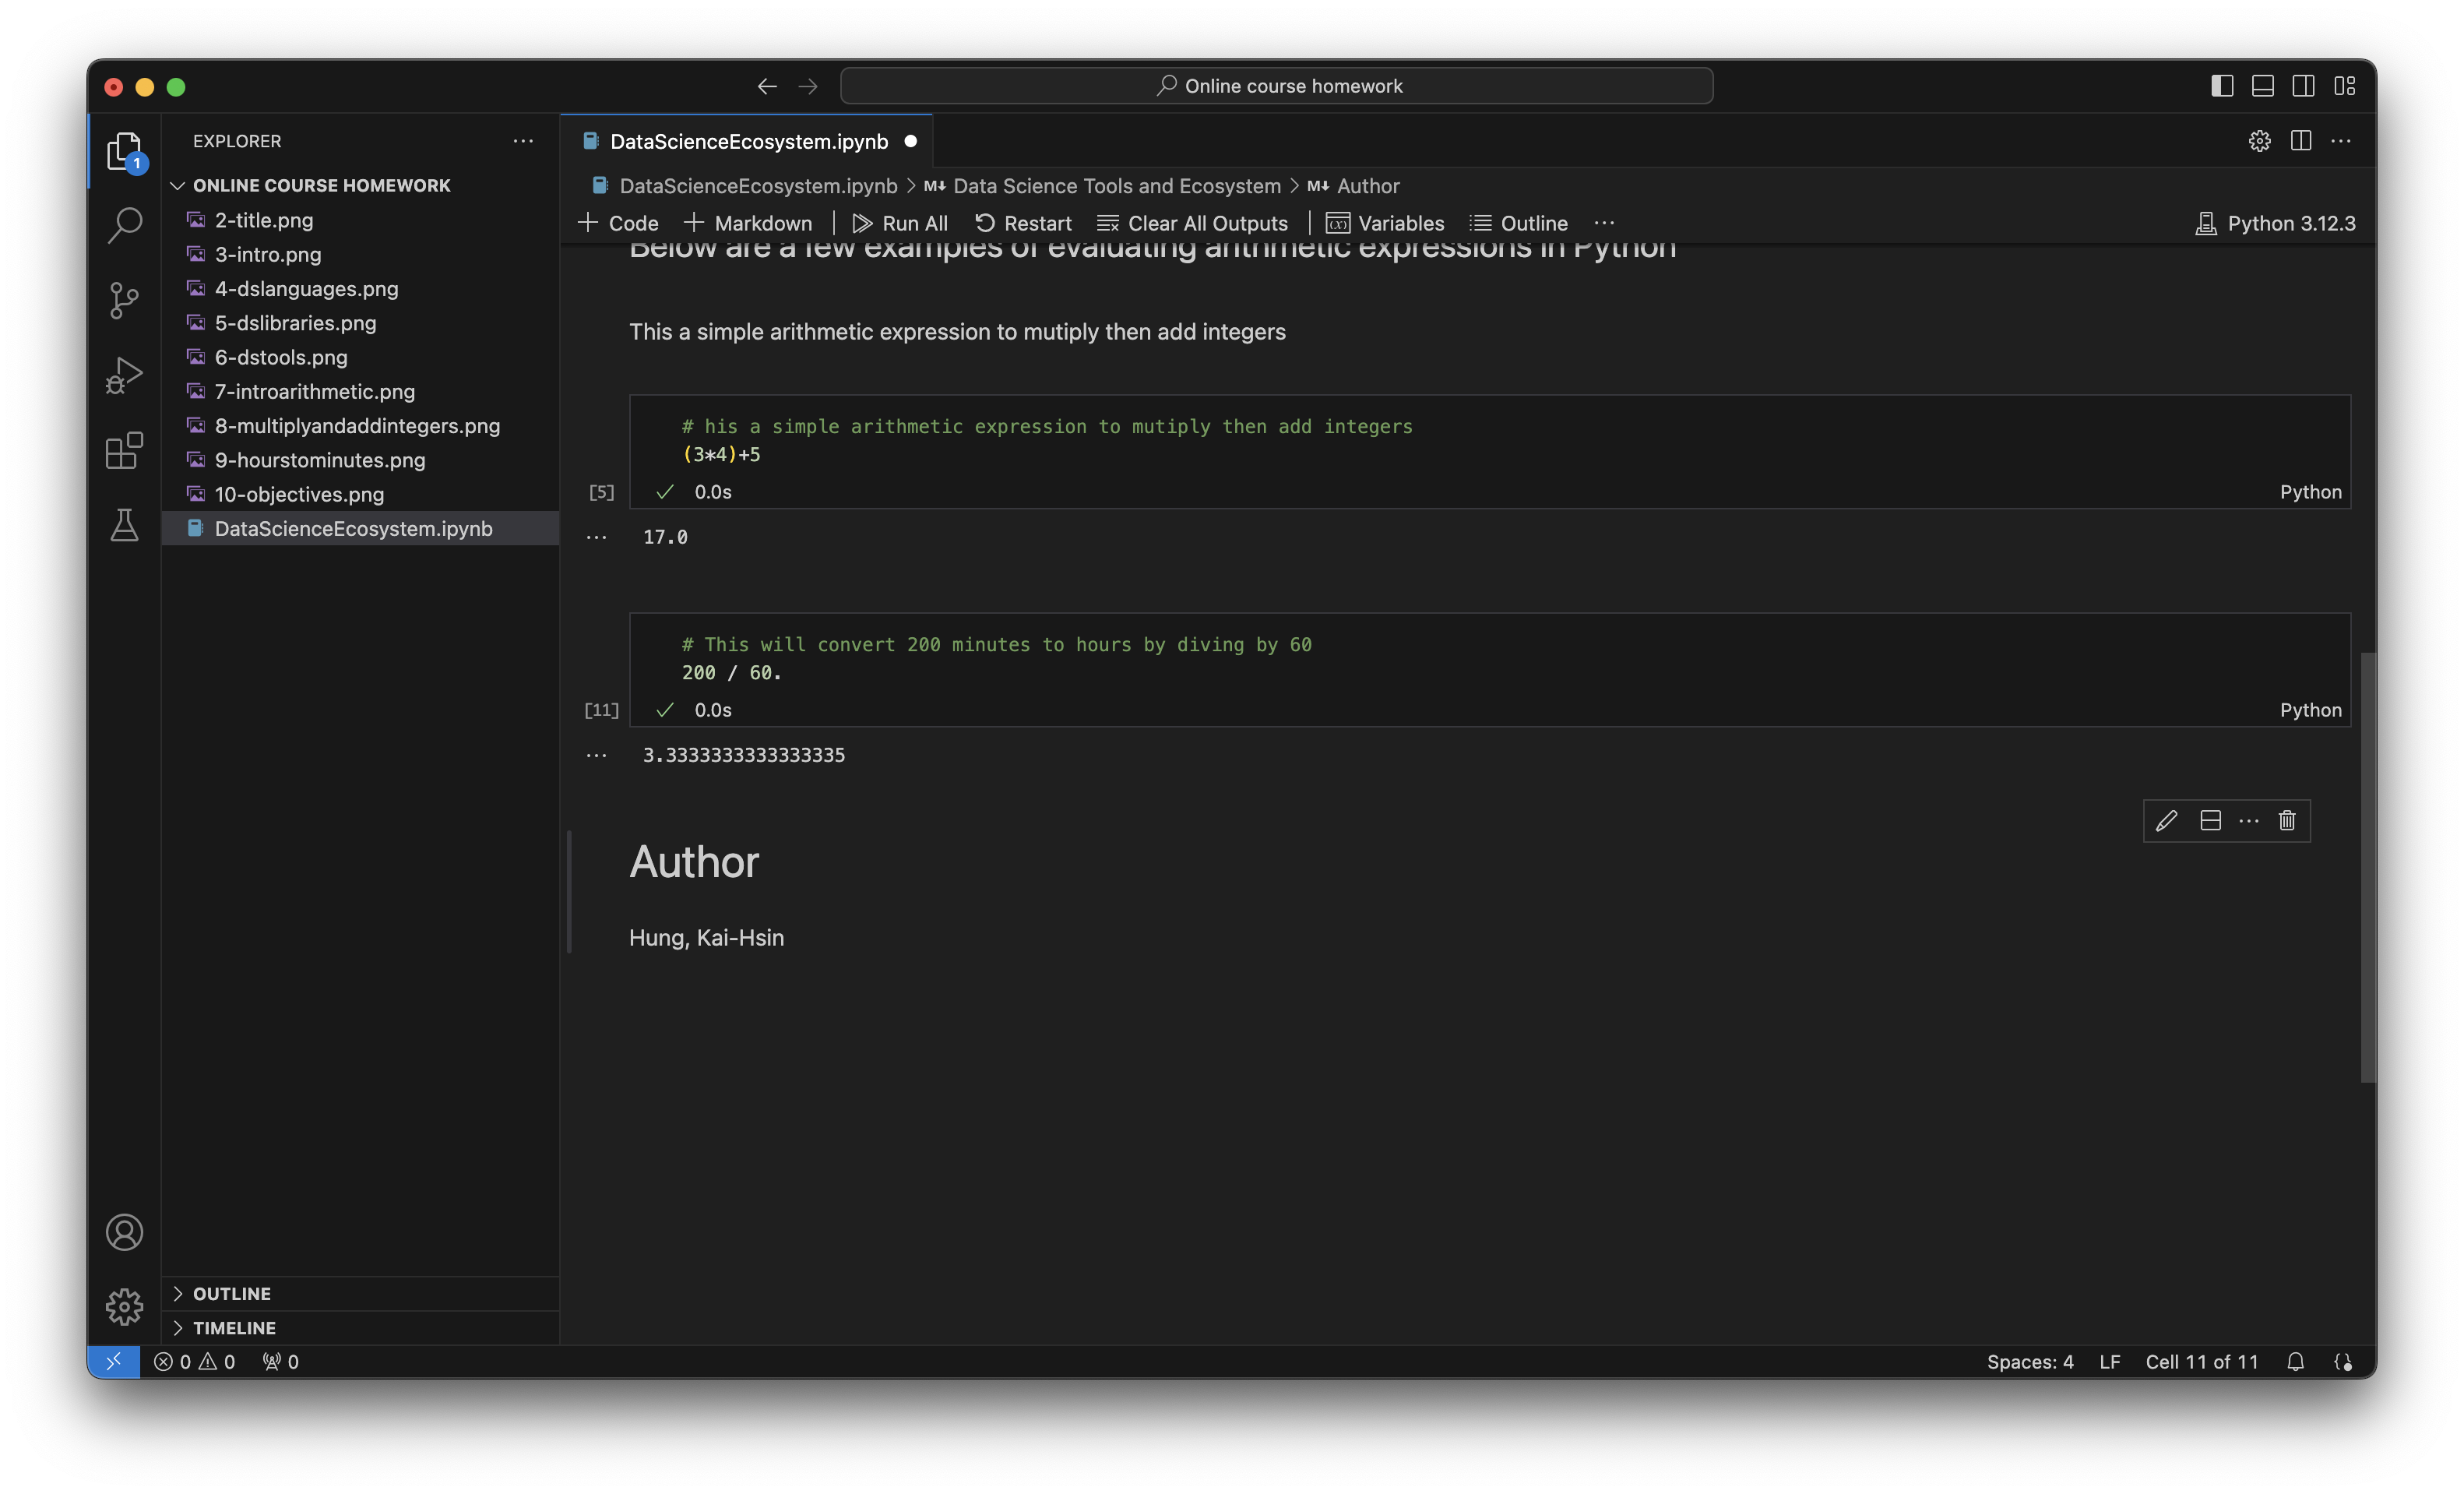 Online course homework
EXPLORER
ONLINE COURSE HOMEWORK
2-title.png
3-intro.png
4-dslanguages.png
5-dslibraries.png
6-dstools.png
7-introarithmetic.png
8-multiplyandaddintegers.png
9-hourstominutes.png
10-objectives.png
DataScienceEcosystem.ipynb
OUTLINE
TIMELINE
1
DataScienceEcosystem.ipynb
DataScienceEcosystem.ipynb > M↓ Data Science Tools and Ecosystem > M↓ Author
+ Code + Markdown | Run All Restart Clear All Outputs | (x) Variables Outline ... Python 3.12.3
Below are a few examples of evaluating arithmetic expressions in Python
This a simple arithmetic expression to mutiply then add integers
# his a simple arithmetic expression to mutiply then add integers
(3*4)+5
[5] ✓ 0.0s Python
... 17.0
# This will convert 200 minutes to hours by diving by 60
200 / 60.
[11] ✓ 0.0s Python
... 3.3333333333333335
Author
Hung, Kai-Hsin
0 0 0 Spaces: 4 LF Cell 11 of 11